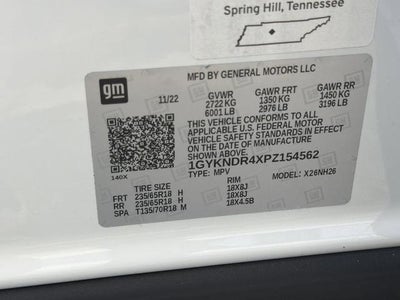 Spring Hill, Tennessee
gm
MFD BY GENERAL MOTORS LLC
11/22
GVWR GAWR FRT GAWR RR
2722 KG 1350 KG 1450 KG
6001 LB 2976 LB 3196 LB
THIS VEHICLE CONFORMS TO ALL
APPLICABLE U.S. FEDERAL MOTOR
VEHICLE SAFETY STANDARDS IN
EFFECT ON THE DATE OF
MANUFACTURE SHOWN ABOVE.
1GYKNDR4XPZ154562
140X
TYPE: MPV MODEL: X26NH26
TIRE SIZE RIM
FRT 235/65R18 H 18X8J
RR 235/65R18 H 18X8J
SPA T135/70R18 M 18X4.5B